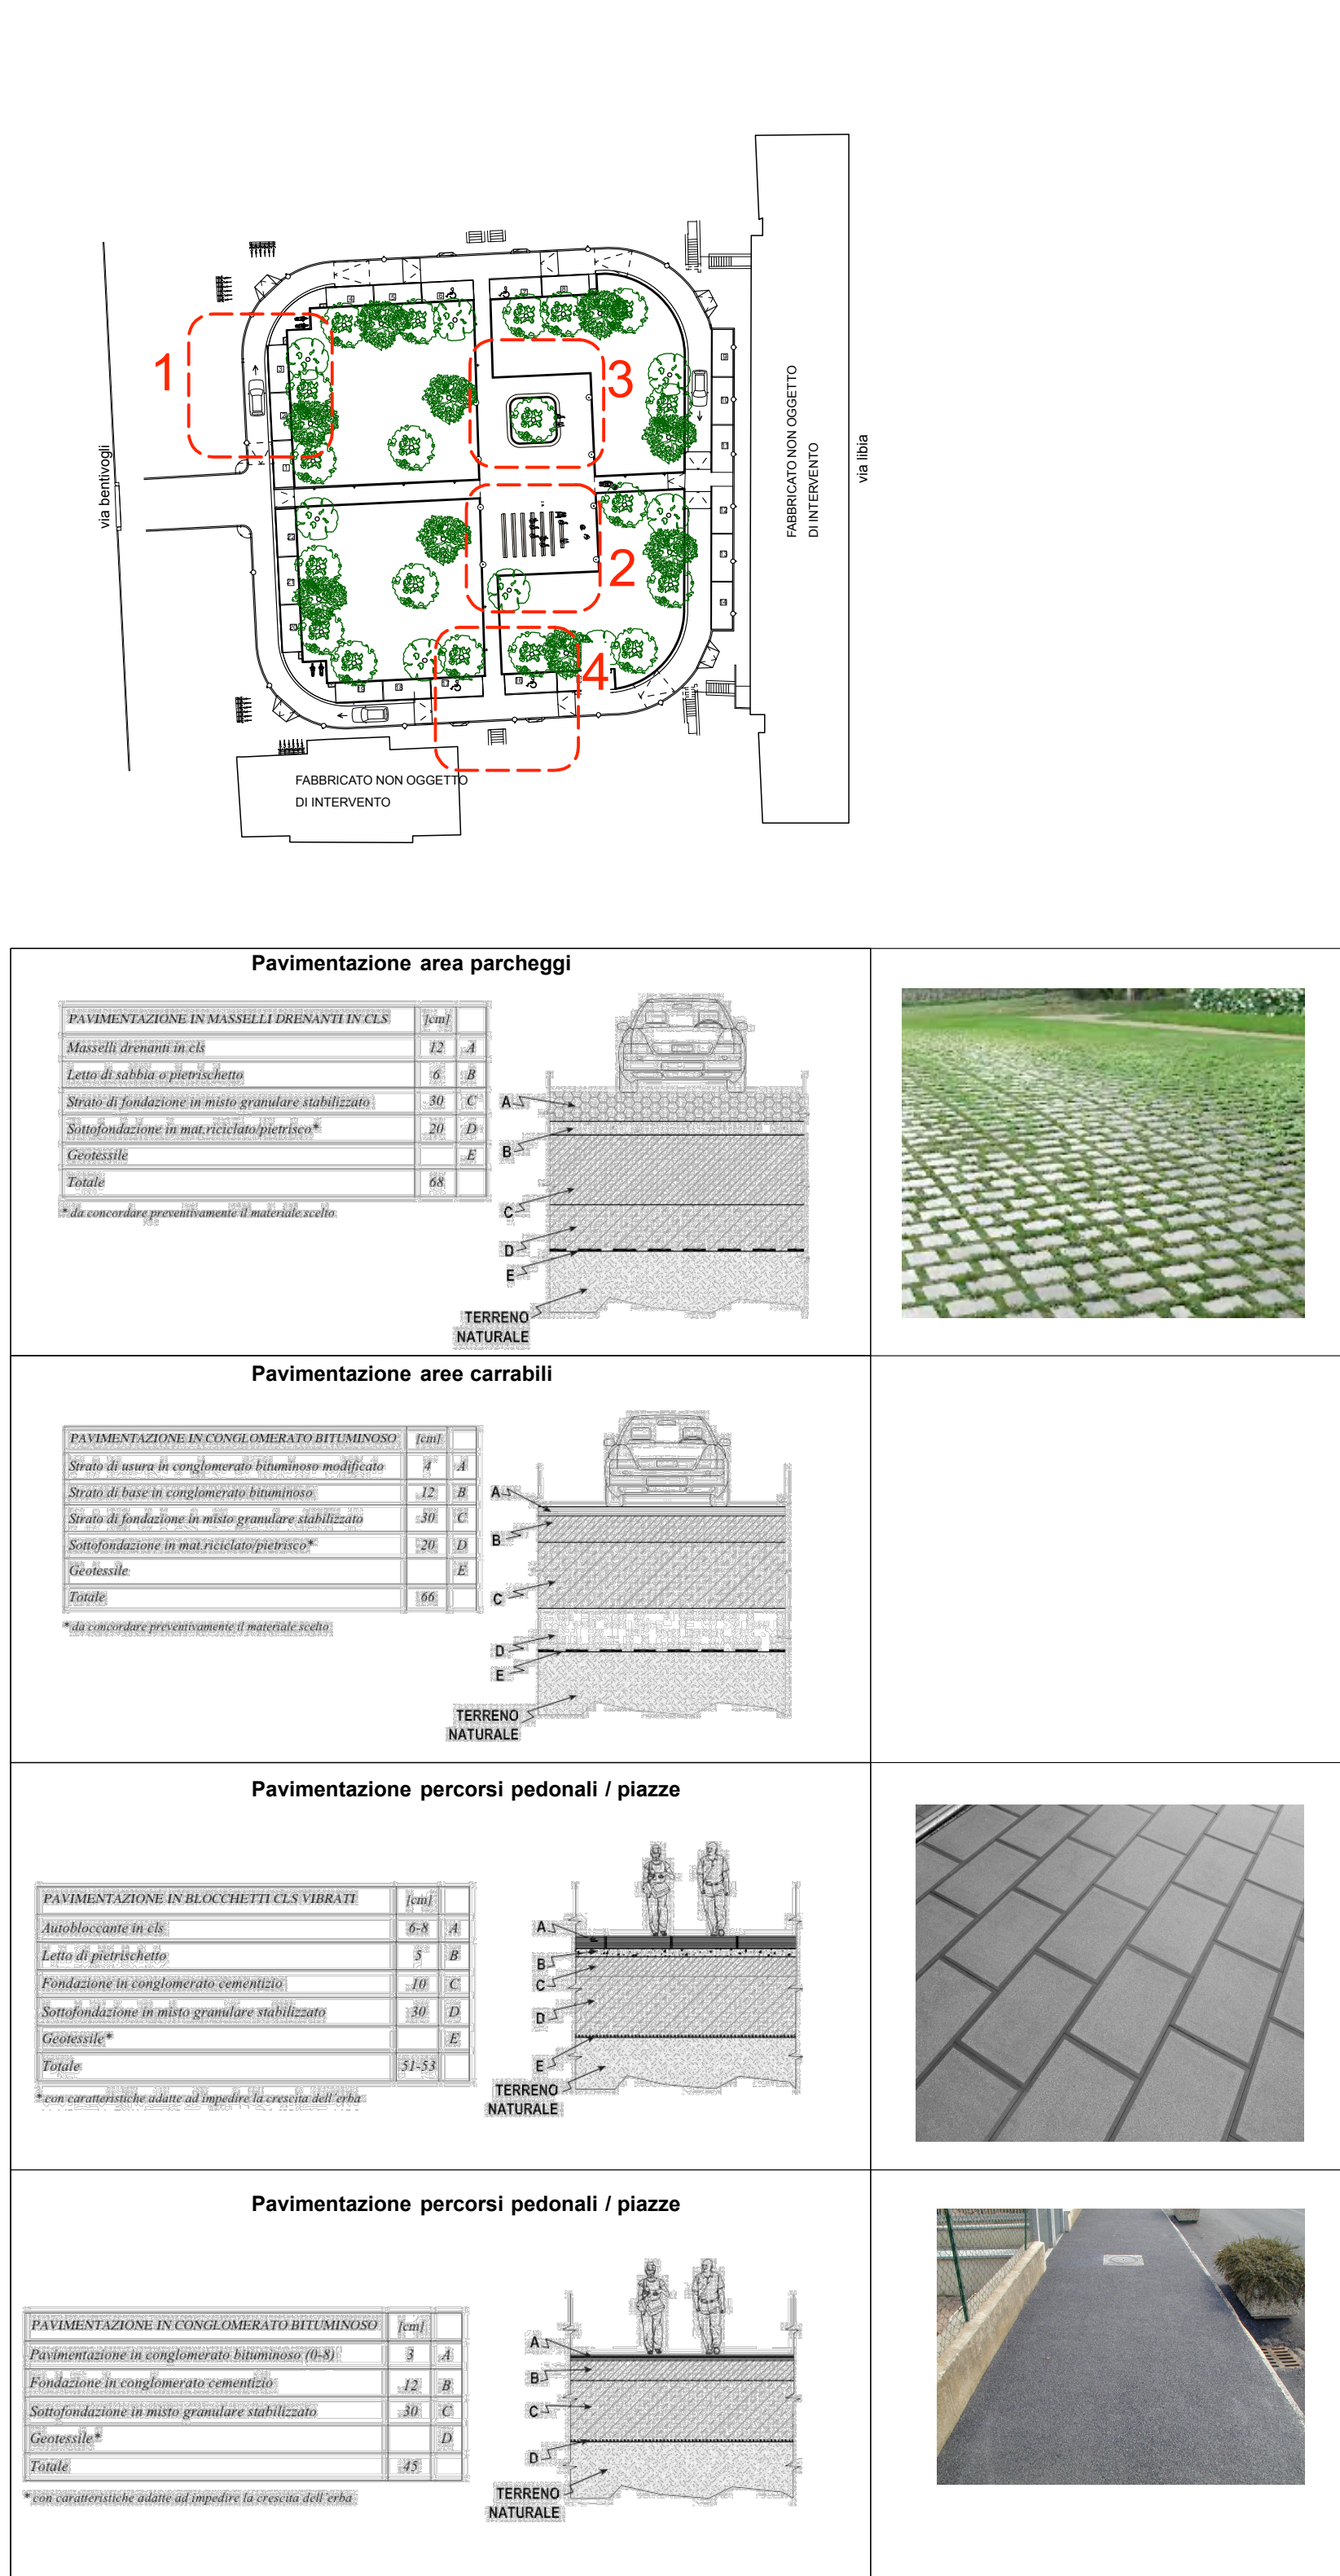 1
3
2
4
via bentivogli
FABBRICATO NON OGGETTO
DI INTERVENTO
via libia
FABBRICATO NON OGGETTO
DI INTERVENTO
Pavimentazione area parcheggi
PAVIMENTAZIONE IN MASSELLI DRENANTI IN CLS [cm]
Masselli drenanti in cls 12 A
Letto di sabbia o pietrischetto 6 B
Strato di fondazione in misto granulare stabilizzato 30 C
Sottofondazione in mat.riciclato/pietrisco* 20 D
Geotessile E
Totale 68
* da concordare preventivamente il materiale scelto
A
B
C
D
E
TERRENO
NATURALE
Pavimentazione aree carrabili
PAVIMENTAZIONE IN CONGLOMERATO BITUMINOSO [cm]
Strato di usura in conglomerato bituminoso modificato 4 A
Strato di base in conglomerato bituminoso 12 B
Strato di fondazione in misto granulare stabilizzato 30 C
Sottofondazione in mat.riciclato/pietrisco* 20 D
Geotessile E
Totale 66
* da concordare preventivamente il materiale scelto
A
B
C
D
E
TERRENO
NATURALE
Pavimentazione percorsi pedonali / piazze
PAVIMENTAZIONE IN BLOCCHETTI CLS VIBRATI [cm]
Autobloccante in cls 6-8 A
Letto di pietrischetto 5 B
Fondazione in conglomerato cementizio 10 C
Sottofondazione in misto granulare stabilizzato 30 D
Geotessile* E
Totale 51-53
* con caratteristiche adatte ad impedire la crescita dell'erba
A
B
C
D
E
TERRENO
NATURALE
Pavimentazione percorsi pedonali / piazze
PAVIMENTAZIONE IN CONGLOMERATO BITUMINOSO [cm]
Pavimentazione in conglomerato bituminoso (0-8) 3 A
Fondazione in conglomerato cementizio 12 B
Sottofondazione in misto granulare stabilizzato 30 C
Geotessile* D
Totale 45
* con caratteristiche adatte ad impedire la crescita dell'erba
A
B
C
D
TERRENO
NATURALE